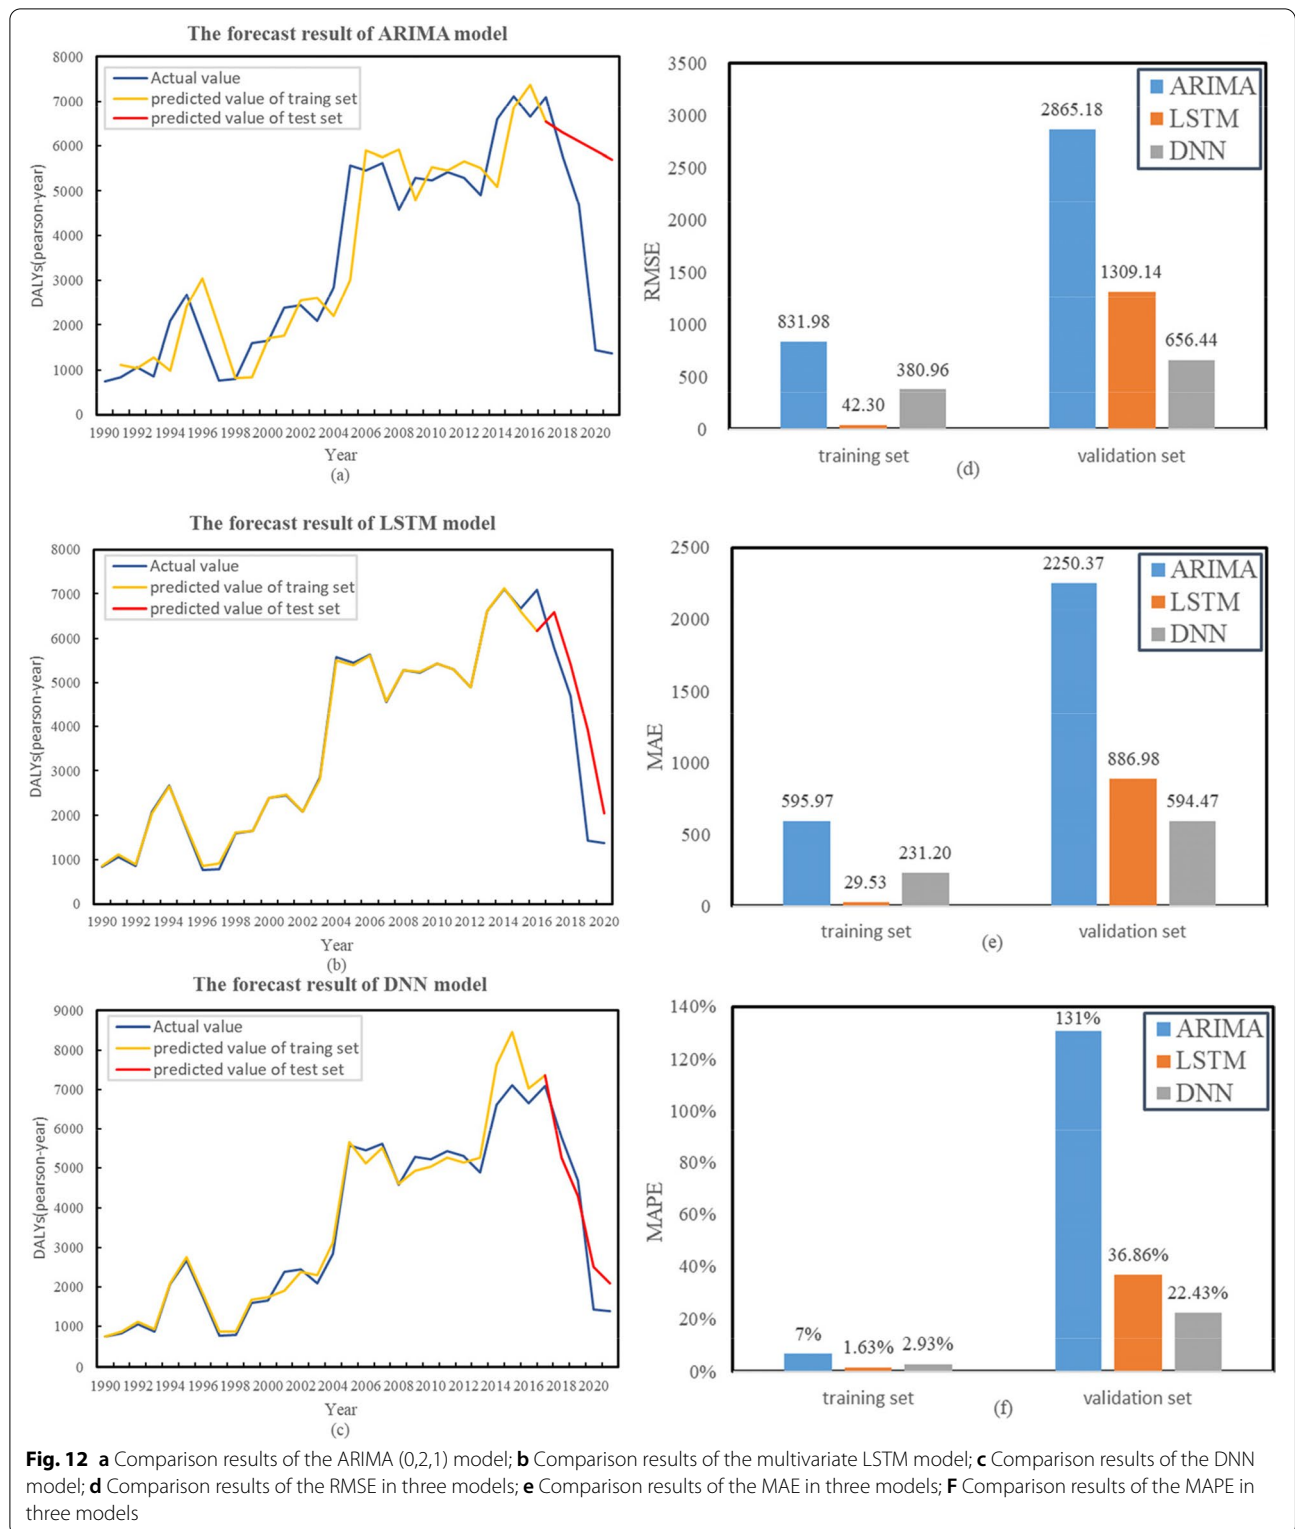 The forecast result of ARIMA model
8000
7000
6000
5000
4000
3000
2000
1000
0
DALYs(pearson-year)
Actual value
predicted value of traing set
predicted value of test set
1990 1992 1994 1996 1998 2000 2002 2004 2006 2008 2010 2012 2014 2016 2018 2020
Year
(a)
3500
3000
2500
2000
1500
1000
500
0
RMSE
ARIMA
LSTM
DNN
831.98
42.30
380.96
2865.18
1309.14
656.44
training set
validation set
(d)
The forecast result of LSTM model
8000
7000
6000
5000
4000
3000
2000
1000
0
DALYs(pearson-year)
Actual value
predicted value of traing set
predicted value of test set
1990 1992 1994 1996 1998 2000 2002 2004 2006 2008 2010 2012 2014 2016 2018 2020
Year
(b)
2500
2000
1500
1000
500
0
MAE
ARIMA
LSTM
DNN
595.97
29.53
231.20
2250.37
886.98
594.47
training set
validation set
(e)
The forecast result of DNN model
9000
8000
7000
6000
5000
4000
3000
2000
1000
0
DALYs(pearson-year)
Actual value
predicted value of traing set
predicted value of test set
1990 1992 1994 1996 1998 2000 2002 2004 2006 2008 2010 2012 2014 2016 2018 2020
Year
(c)
140%
120%
100%
80%
60%
40%
20%
0%
MAPE
ARIMA
LSTM
DNN
7%
1.63%
2.93%
131%
36.86%
22.43%
training set
validation set
(f)
Fig. 12 a Comparison results of the ARIMA (0,2,1) model; b Comparison results of the multivariate LSTM model; c Comparison results of the DNN
model; d Comparison results of the RMSE in three models; e Comparison results of the MAE in three models; F Comparison results of the MAPE in
three models